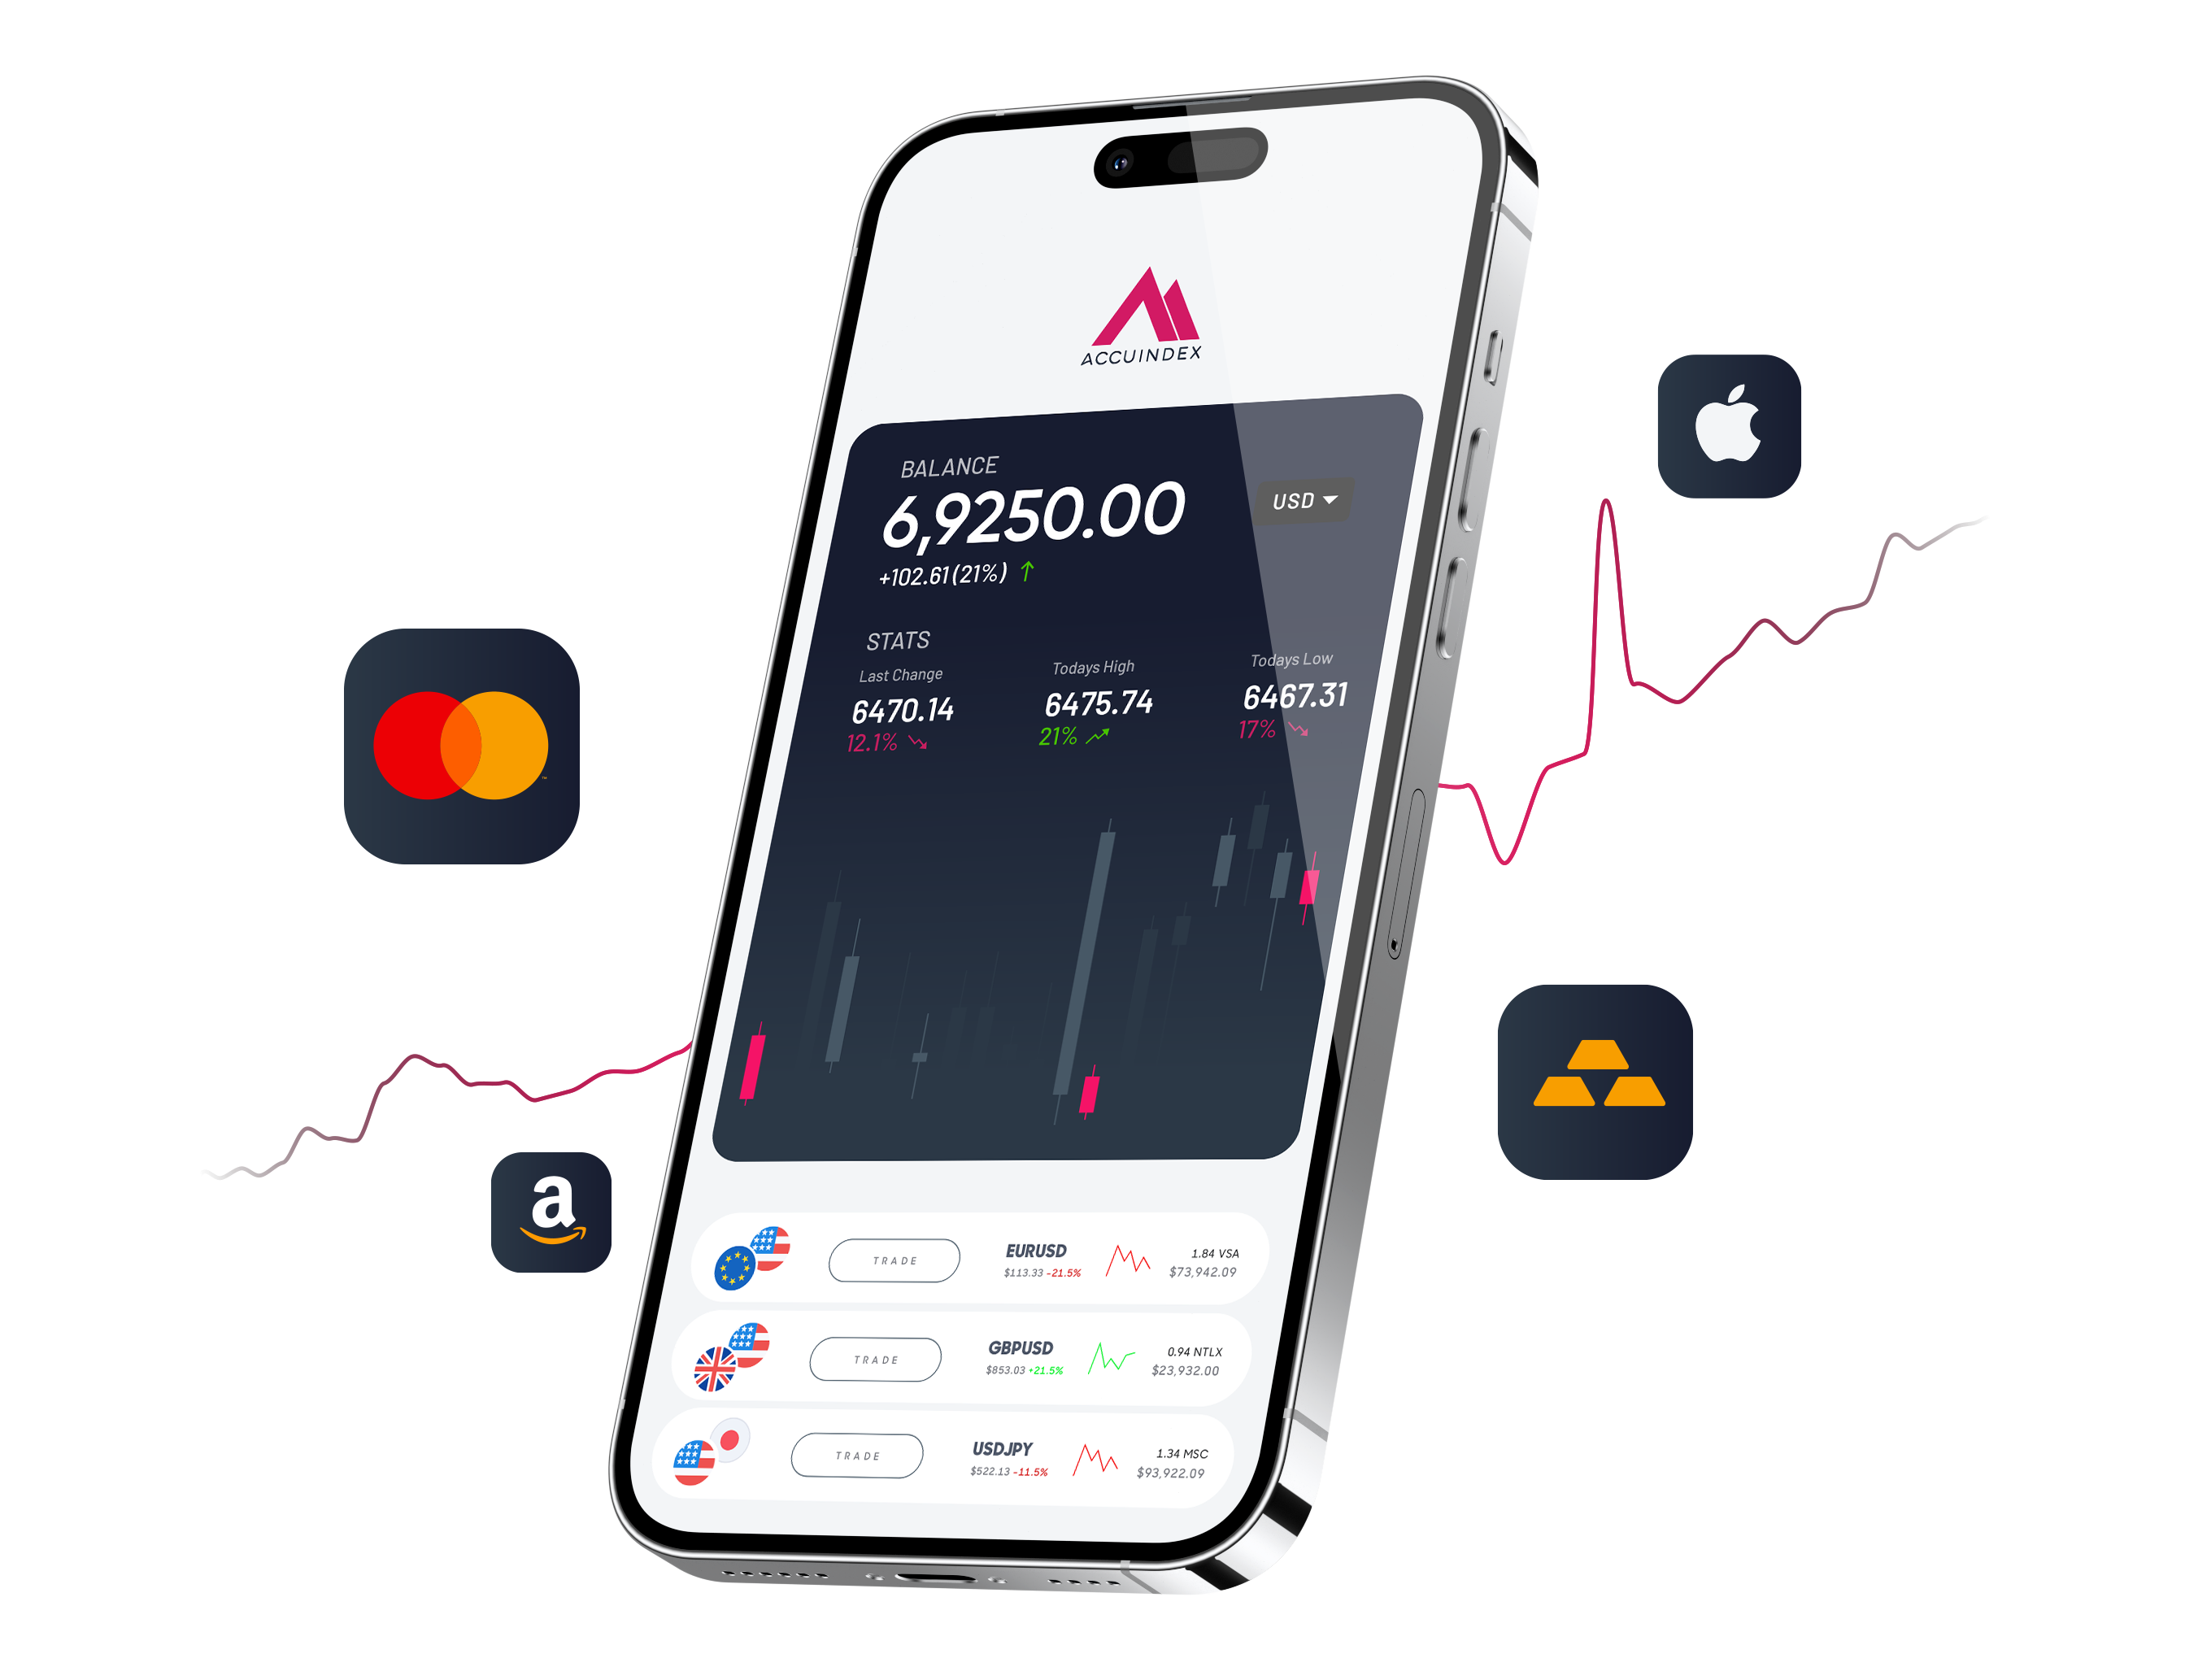 ACCUINDEX
BALANCE
6,9250.00
USD
+102.61(21%)
STATS
Last Change
Todays High
Todays Low
6470.14
6475.74
6467.31
12.1%
21%
17%
TRADE
EURUSD
$113.33 -21.5%
1.84 VSA
$73,942.09
TRADE
GBPUSD
$853.03 +21.5%
0.94 NTLX
$23,932.00
TRADE
USDJPY
$522.13 -11.5%
1.34 MSC
$93,922.09
a
™